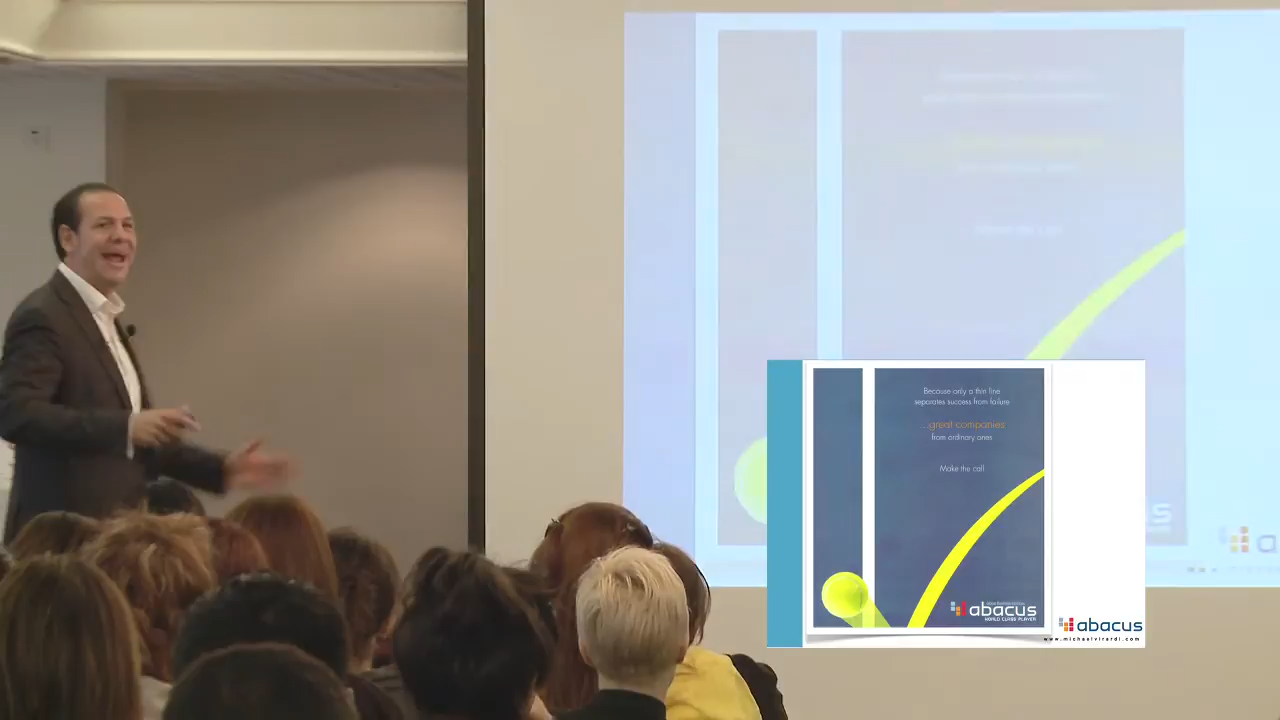 Because only a thin line
separates success from failure
...great companies
from ordinary ones
Make the call
abacus
WORLD CLASS PLAYER
abacus
www.michaelvirardi.com